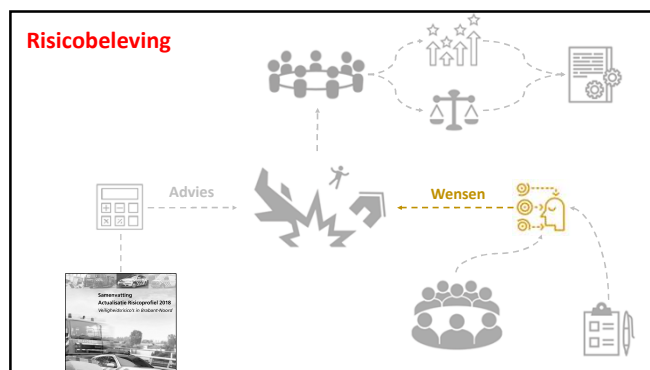 Risicobeleving
Advies
Wensen
Samenvatting
Actualisatie Risicoprofiel 2018
Veiligheidsrisico's in Brabant-Noord